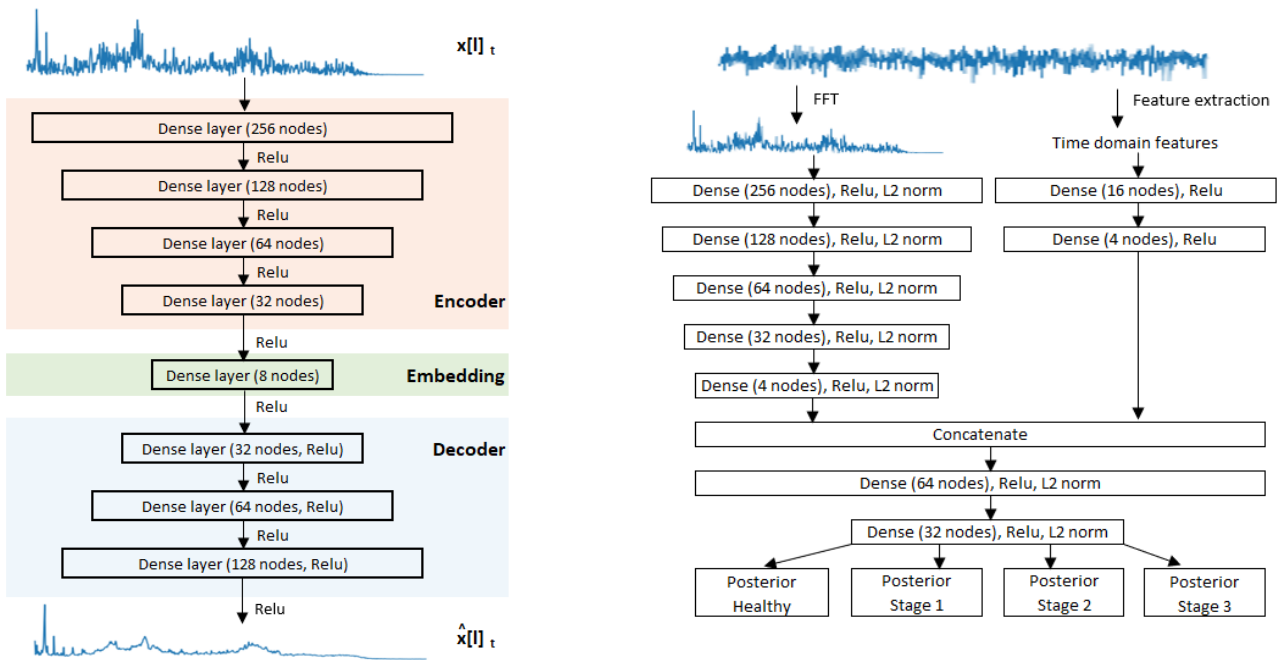 x[l] t
Dense layer (256 nodes)
Relu
Dense layer (128 nodes)
Relu
Dense layer (64 nodes)
Relu
Dense layer (32 nodes)
Encoder
Relu
Dense layer (8 nodes)
Embedding
Relu
Dense layer (32 nodes, Relu)
Decoder
Relu
Dense layer (64 nodes, Relu)
Relu
Dense layer (128 nodes, Relu)
Relu
x̂[l] t
FFT
Feature extraction
Time domain features
Dense (256 nodes), Relu, L2 norm
Dense (16 nodes), Relu
Dense (128 nodes), Relu, L2 norm
Dense (4 nodes), Relu
Dense (64 nodes), Relu, L2 norm
Dense (32 nodes), Relu, L2 norm
Dense (4 nodes), Relu, L2 norm
Concatenate
Dense (64 nodes), Relu, L2 norm
Dense (32 nodes), Relu, L2 norm
Posterior
Healthy
Posterior
Stage 1
Posterior
Stage 2
Posterior
Stage 3